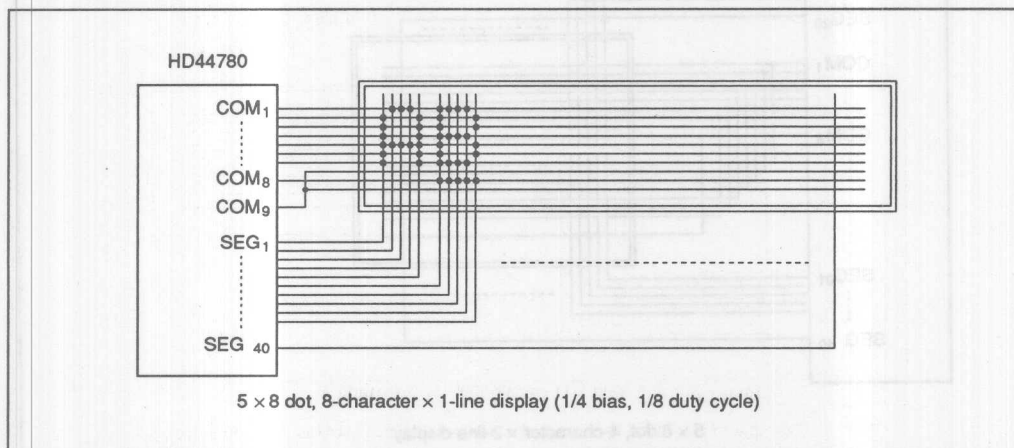 HD44780
COM₁
COM₈
COM₉
SEG₁
SEG ₄₀
5 × 8 dot, 8-character × 1-line display (1/4 bias, 1/8 duty cycle)